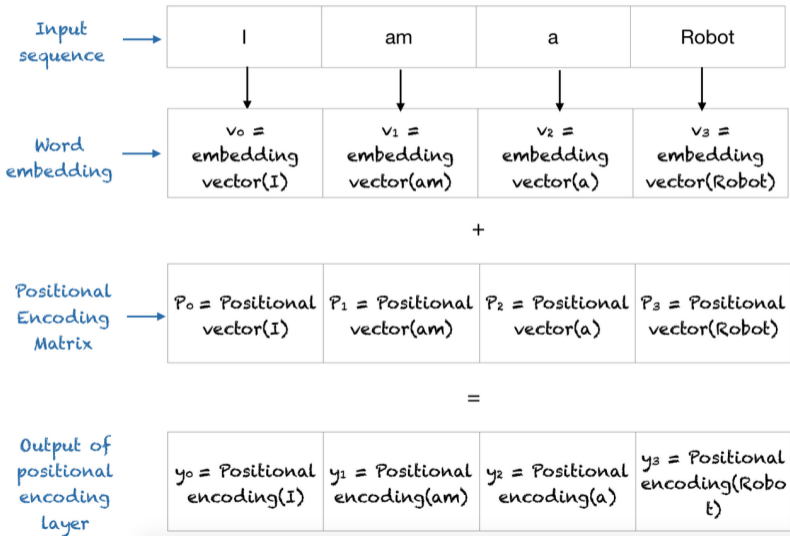 Input
sequence
I
am
a
Robot
Word
embedding
v₀ =
embedding
vector(I)
v₁ =
embedding
vector(am)
v₂ =
embedding
vector(a)
v₃ =
embedding
vector(Robot)
+
Positional
Encoding
Matrix
P₀ = Positional
vector(I)
P₁ = Positional
vector(am)
P₂ = Positional
vector(a)
P₃ = Positional
vector(Robot)
=
Output of
positional
encoding
layer
y₀ = Positional
encoding(I)
y₁ = Positional
encoding(am)
y₂ = Positional
encoding(a)
y₃ = Positional
encoding(Robo
t)